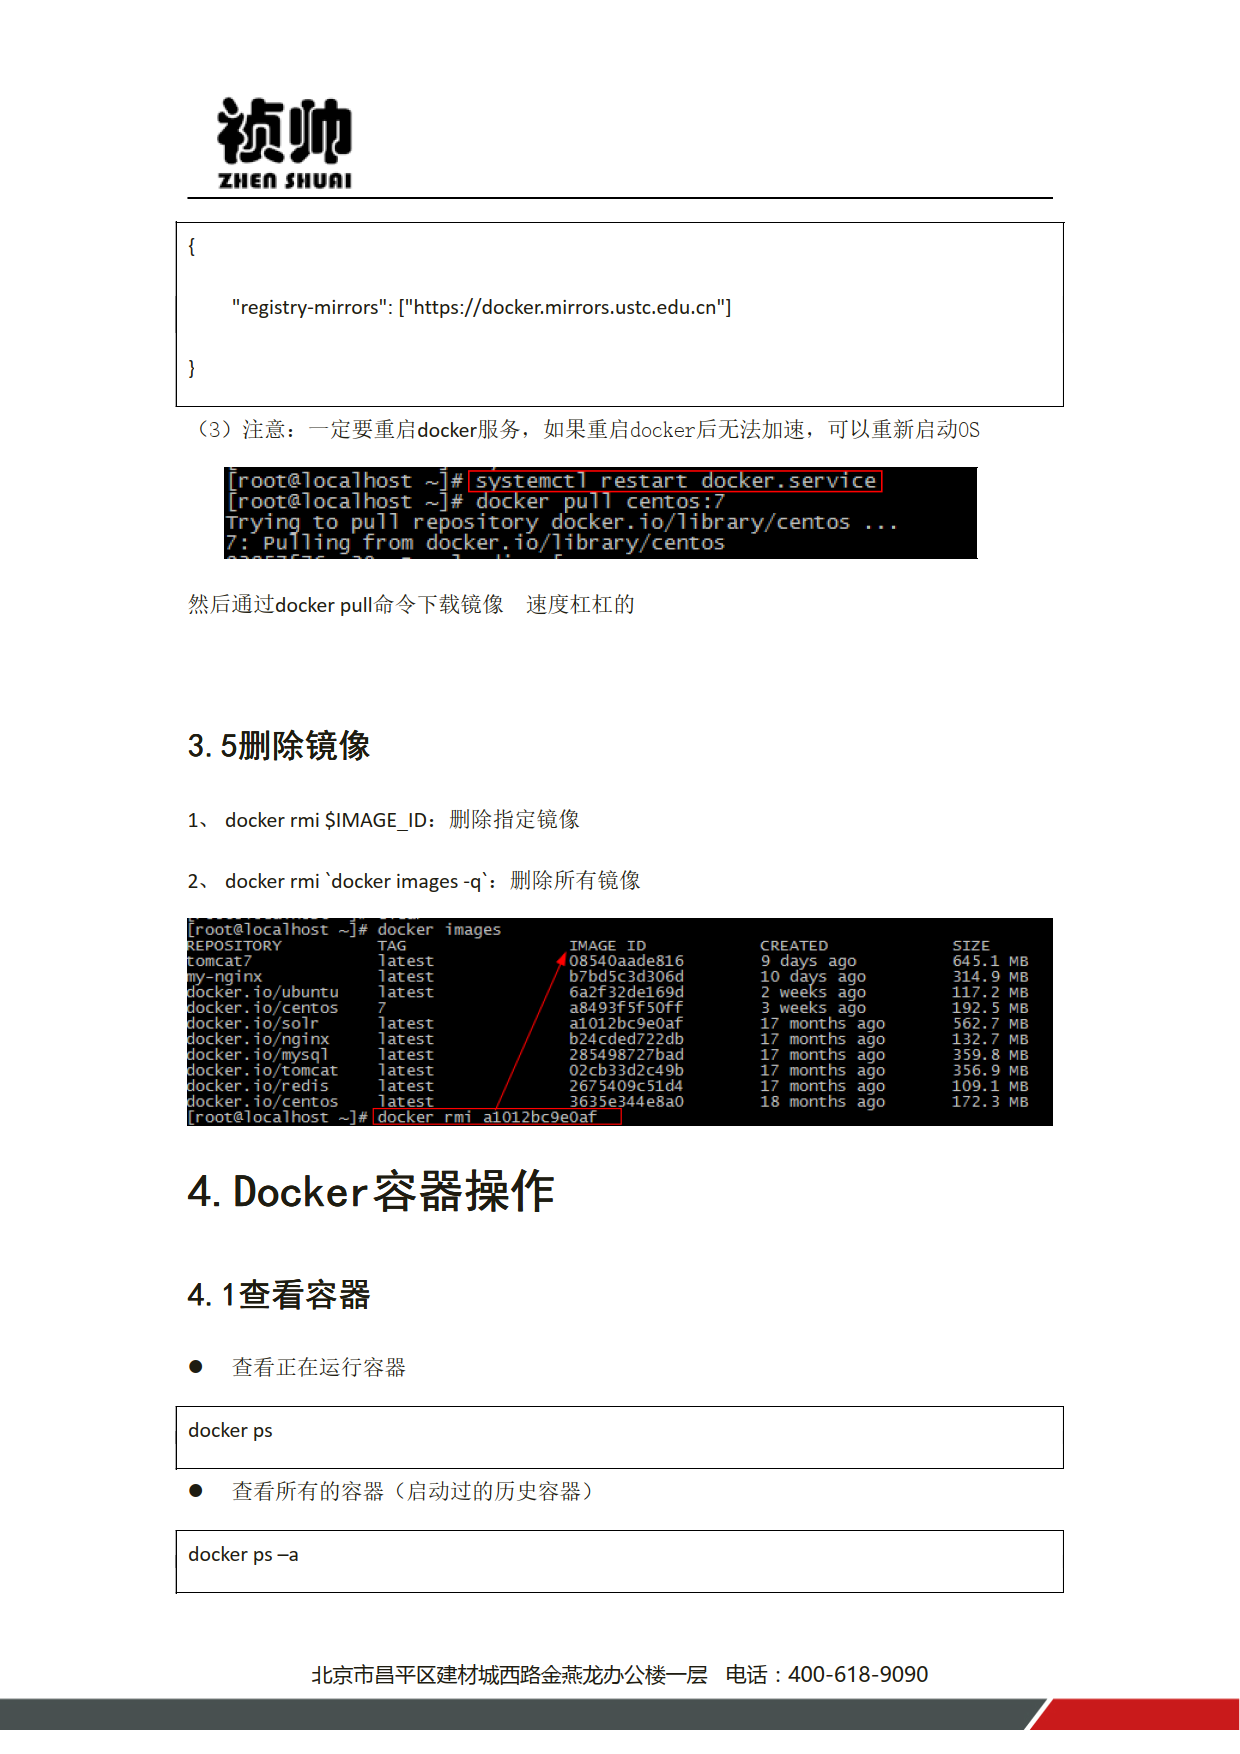 祯帅
ZHEN SHUAI
{
"registry-mirrors": ["https://docker.mirrors.ustc.edu.cn"]
}
（3）注意：一定要重启docker服务，如果重启docker后无法加速，可以重新启动OS
[root@localhost ~]# systemctl restart docker.service
[root@localhost ~]# docker pull centos:7
Trying to pull repository docker.io/library/centos ...
7: Pulling from docker.io/library/centos
然后通过docker pull命令下载镜像 速度杠杠的
3.5删除镜像
1、 docker rmi $IMAGE_ID：删除指定镜像
2、 docker rmi `docker images -q`：删除所有镜像
[root@localhost ~]# docker images
REPOSITORY TAG IMAGE ID CREATED SIZE
tomcat7 latest 08540aade816 9 days ago 645.1 MB
my-nginx latest b7bd5c3d306d 10 days ago 314.9 MB
docker.io/ubuntu latest 6a2f32de169d 2 weeks ago 117.2 MB
docker.io/centos 7 a8493f5f50ff 3 weeks ago 192.5 MB
docker.io/solr latest a1012bc9e0af 17 months ago 562.7 MB
docker.io/nginx latest b24cded722db 17 months ago 132.7 MB
docker.io/mysql latest 285498727bad 17 months ago 359.8 MB
docker.io/tomcat latest 02cb33d2c49b 17 months ago 356.9 MB
docker.io/redis latest 2675409c51d4 17 months ago 109.1 MB
docker.io/centos latest 3635e344e8a0 18 months ago 172.3 MB
[root@localhost ~]# docker rmi a1012bc9e0af
4.Docker容器操作
4.1查看容器
● 查看正在运行容器
docker ps
● 查看所有的容器（启动过的历史容器）
docker ps –a
北京市昌平区建材城西路金燕龙办公楼一层 电话：400-618-9090